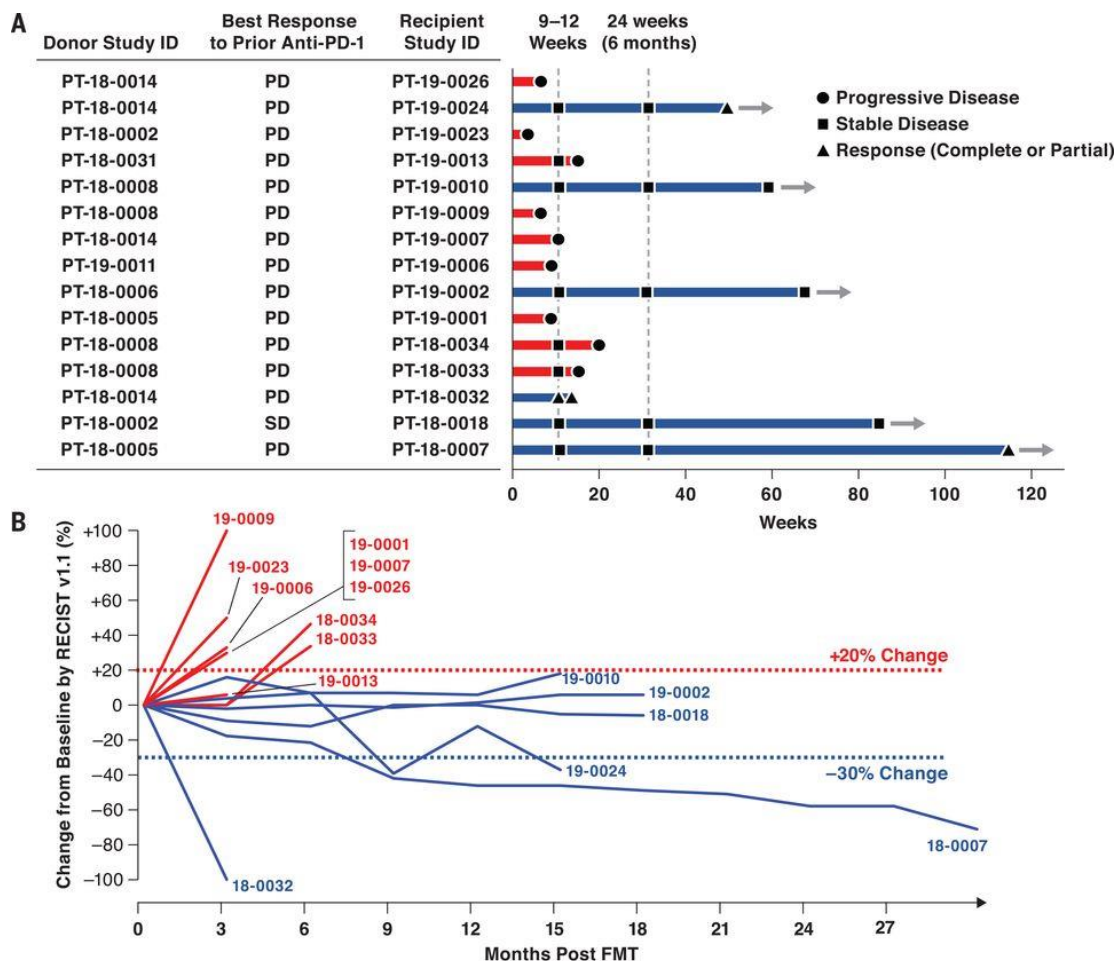 A
Donor Study ID
Best Response
to Prior Anti-PD-1
Recipient
Study ID
9–12
Weeks
24 weeks
(6 months)
PT-18-0014 PD PT-19-0026
PT-18-0014 PD PT-19-0024
PT-18-0002 PD PT-19-0023
PT-18-0031 PD PT-19-0013
PT-18-0008 PD PT-19-0010
PT-18-0008 PD PT-19-0009
PT-18-0014 PD PT-19-0007
PT-19-0011 PD PT-19-0006
PT-18-0006 PD PT-19-0002
PT-18-0005 PD PT-19-0001
PT-18-0008 PD PT-18-0034
PT-18-0008 PD PT-18-0033
PT-18-0014 PD PT-18-0032
PT-18-0002 SD PT-18-0018
PT-18-0005 PD PT-18-0007
Progressive Disease
Stable Disease
Response (Complete or Partial)
0 20 40 60 80 100 120
Weeks
B
Change from Baseline by RECIST v1.1 (%)
+100
+80
+60
+40
+20
0
−20
−40
−60
−80
−100
19-0009
19-0023
19-0006
19-0001
19-0007
19-0026
18-0034
18-0033
19-0013
+20% Change
19-0010
19-0002
18-0018
19-0024
−30% Change
18-0007
18-0032
0 3 6 9 12 15 18 21 24 27
Months Post FMT